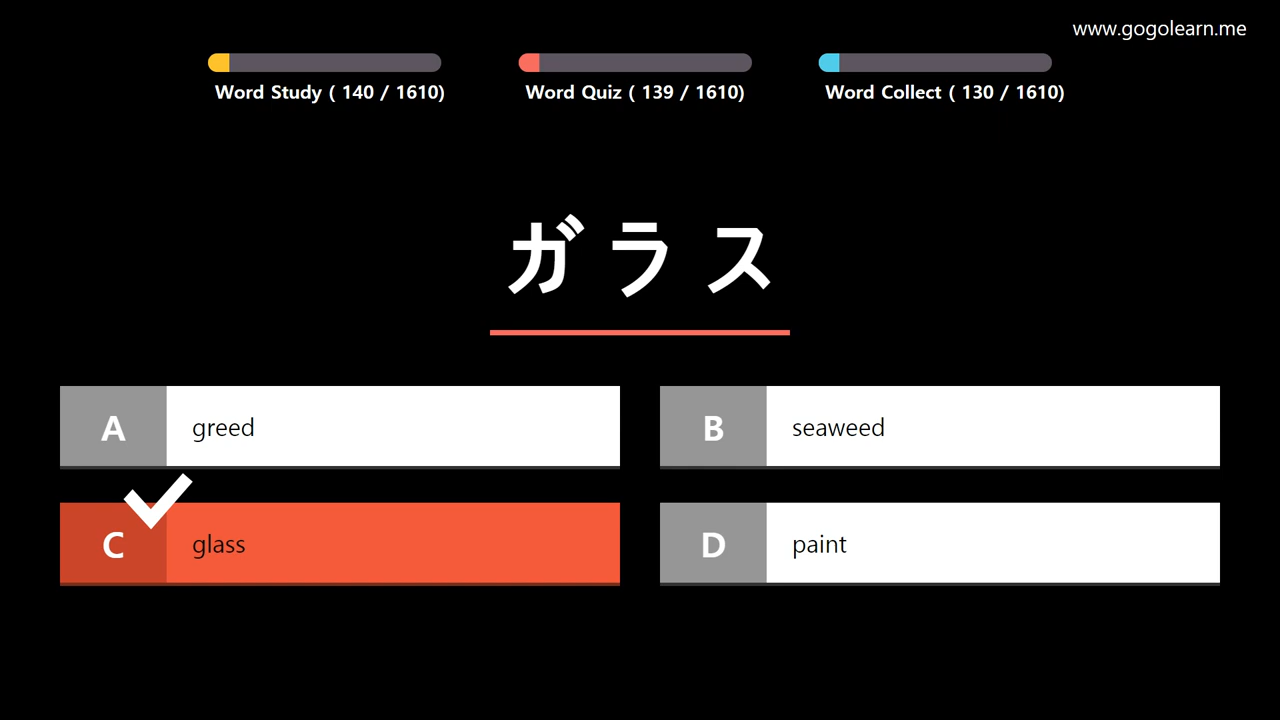 www.gogolearn.me
Word Study ( 140 / 1610)
Word Quiz ( 139 / 1610)
Word Collect ( 130 / 1610)
ガラス
A greed
B seaweed
C glass
D paint